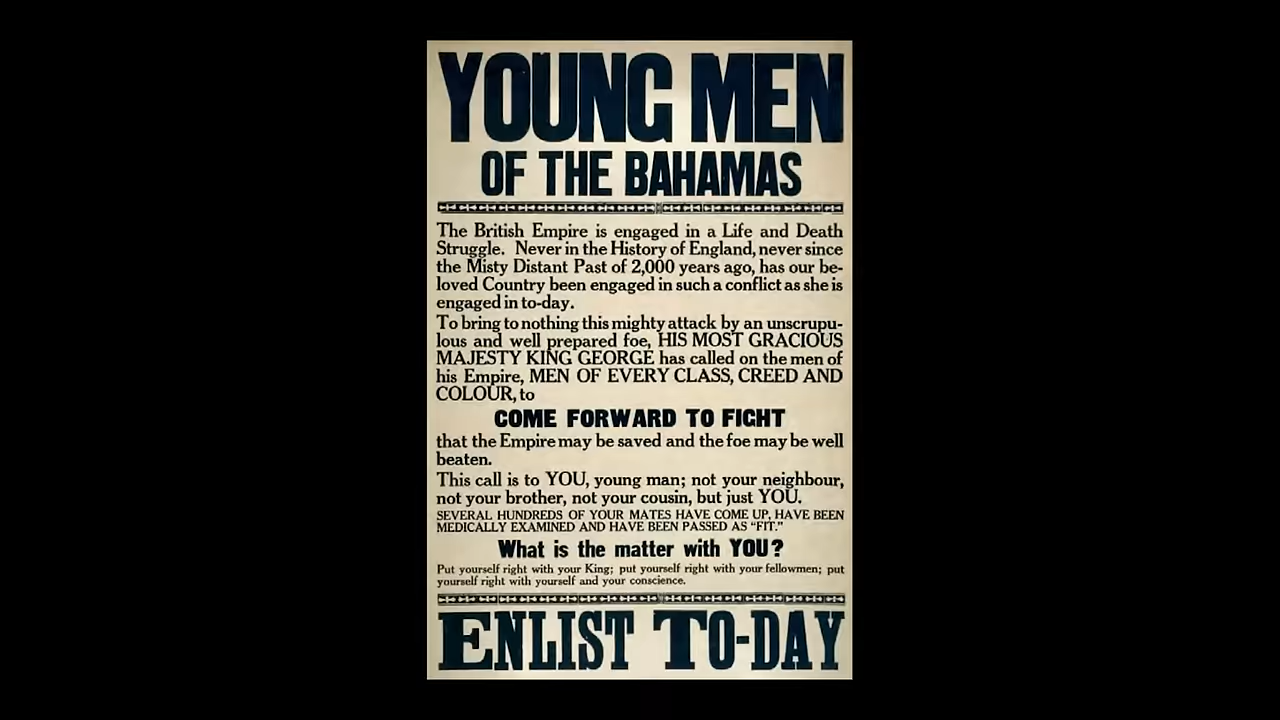 YOUNG MEN
OF THE BAHAMAS
The British Empire is engaged in a Life and Death
Struggle. Never in the History of England, never since
the Misty Distant Past of 2,000 years ago, has our be-
loved Country been engaged in such a conflict as she is
engaged in to-day.
To bring to nothing this mighty attack by an unscrupu-
lous and well prepared foe, HIS MOST GRACIOUS
MAJESTY KING GEORGE has called on the men of
his Empire, MEN OF EVERY CLASS, CREED AND
COLOUR, to
COME FORWARD TO FIGHT
that the Empire may be saved and the foe may be well
beaten.
This call is to YOU, young man; not your neighbour,
not your brother, not your cousin, but just YOU.
SEVERAL HUNDREDS OF YOUR MATES HAVE COME UP, HAVE BEEN
MEDICALLY EXAMINED AND HAVE BEEN PASSED AS "FIT."
What is the matter with YOU?
Put yourself right with your King; put yourself right with your fellowmen; put
yourself right with yourself and your conscience.
ENLIST TO-DAY